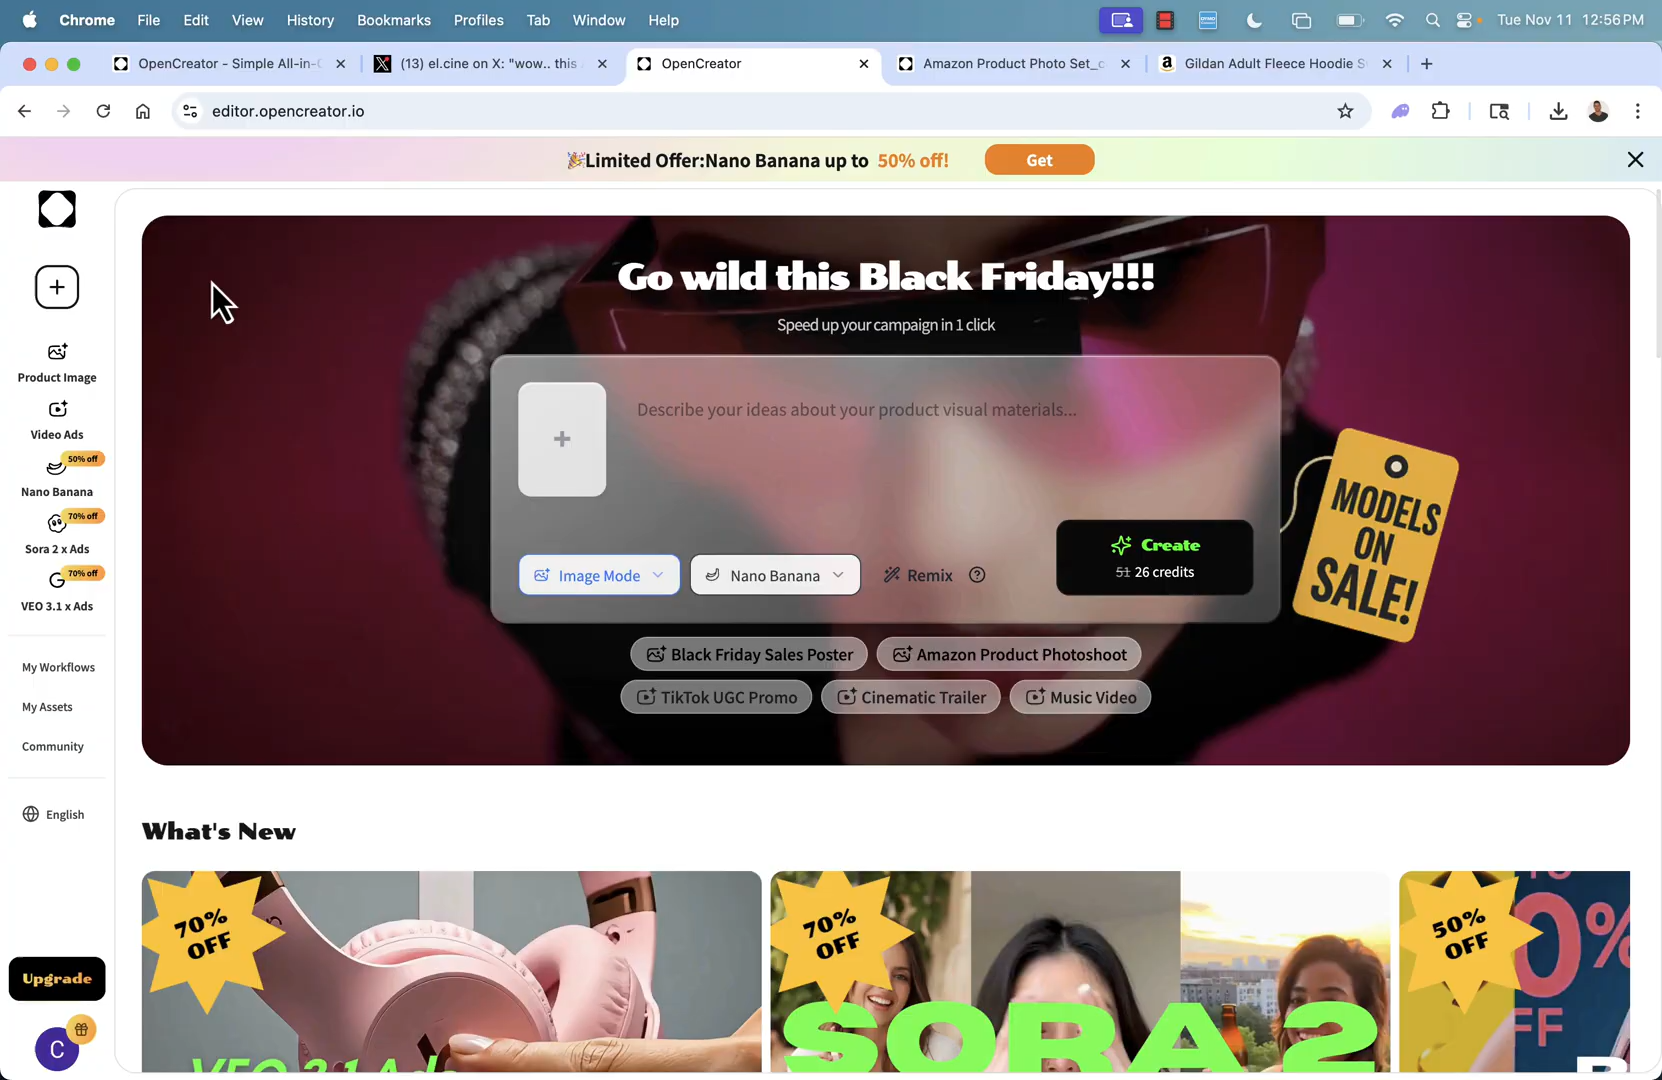 Chrome File Edit View History Bookmarks Profiles Tab Window Help
Tue Nov 11 12:56 PM
OpenCreator - Simple All-in-
(13) el.cine on X: "wow.. this
OpenCreator
Amazon Product Photo Set_
Gildan Adult Fleece Hoodie S
editor.opencreator.io
🎉Limited Offer:Nano Banana up to 50% off!
Get
Product Image
Video Ads
50% off
Nano Banana
70% off
Sora 2 x Ads
70% off
VEO 3.1 x Ads
My Workflows
My Assets
Community
English
Upgrade
C
Go wild this Black Friday!!!
Speed up your campaign in 1 click
Describe your ideas about your product visual materials...
Image Mode
Nano Banana
Remix
Create
51 26 credits
MODELS
ON
SALE!
Black Friday Sales Poster
Amazon Product Photoshoot
TikTok UGC Promo
Cinematic Trailer
Music Video
What's New
70%
OFF
VEO 3.1 Ads
70%
OFF
SORA 2
50%
OFF